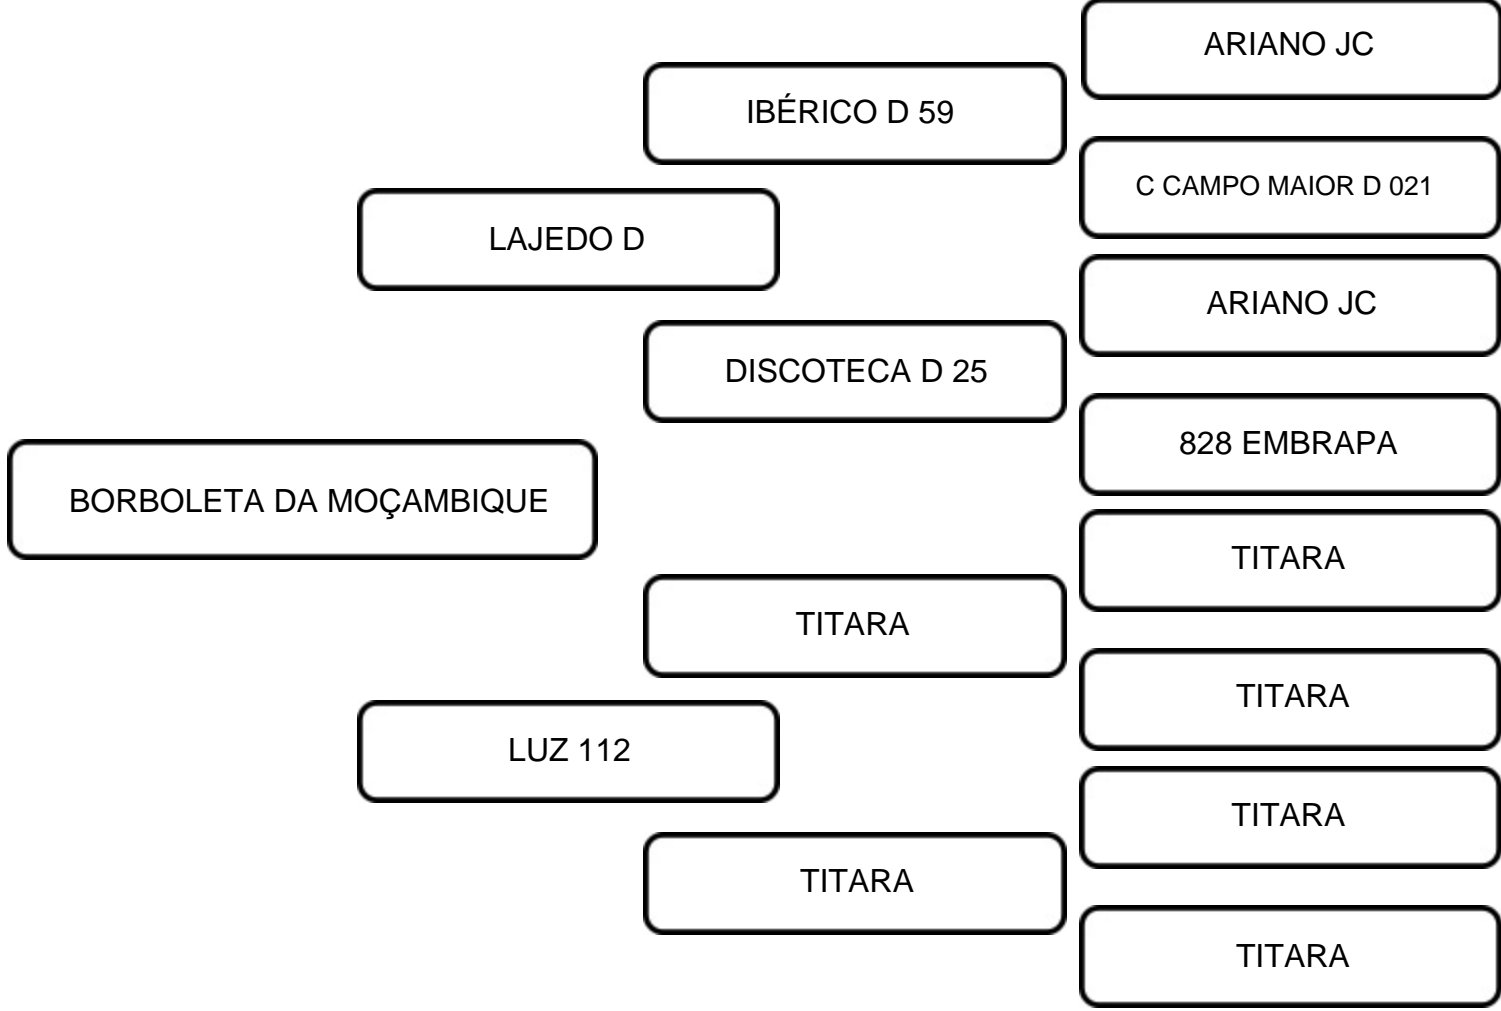 ARIANO JC
IBÉRICO D 59
C CAMPO MAIOR D 021
LAJEDO D
ARIANO JC
DISCOTECA D 25
828 EMBRAPA
BORBOLETA DA MOÇAMBIQUE
TITARA
TITARA
TITARA
LUZ 112
TITARA
TITARA
TITARA